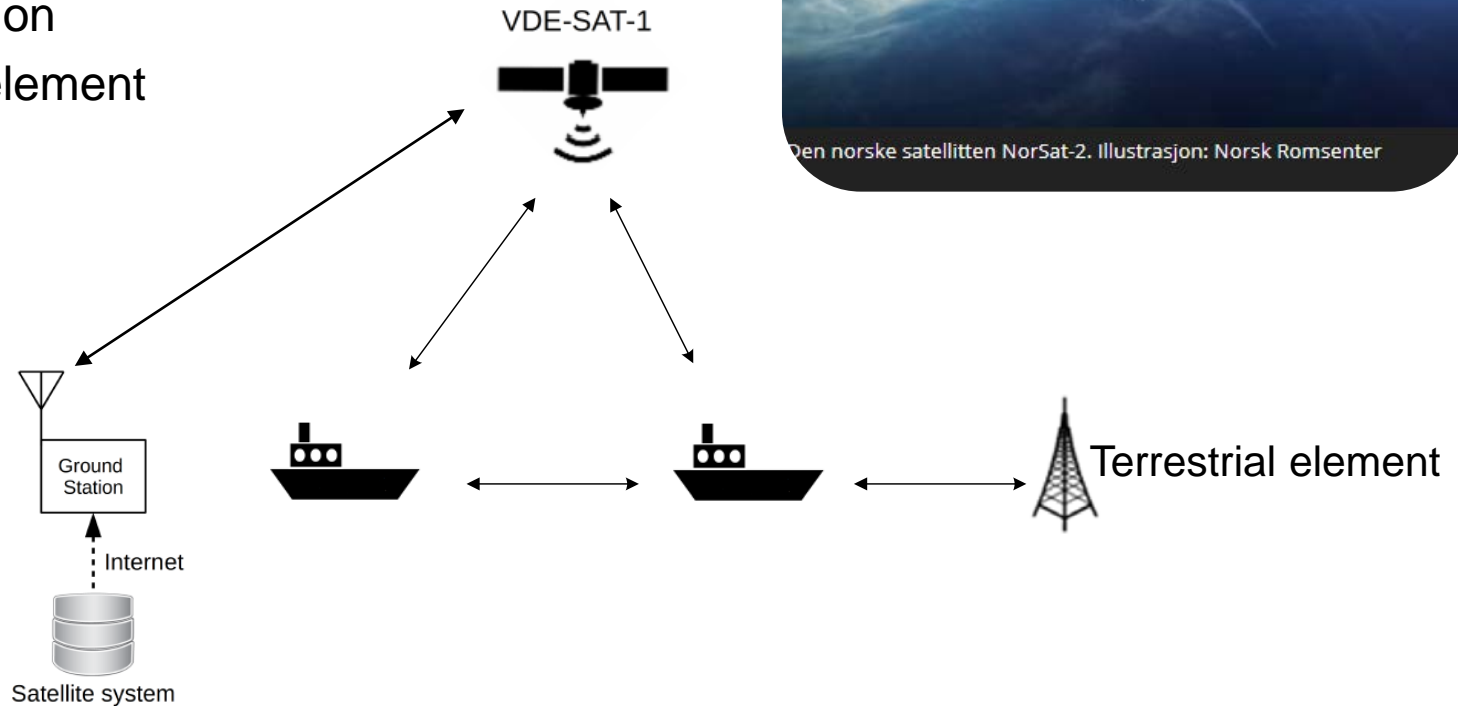 on
element
VDE-SAT-1
Den norske satellitten NorSat-2. Illustrasjon: Norsk Romsenter
Terrestrial element
Ground
Station
Internet
Satellite system